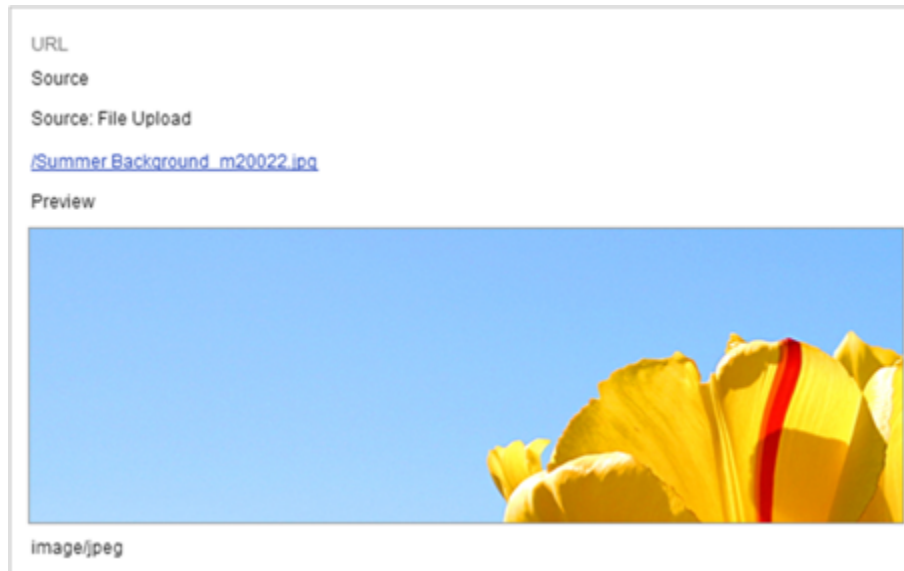 URL
Source
Source: File Upload
/Summer Background_m20022.jpg
Preview
image/jpeg